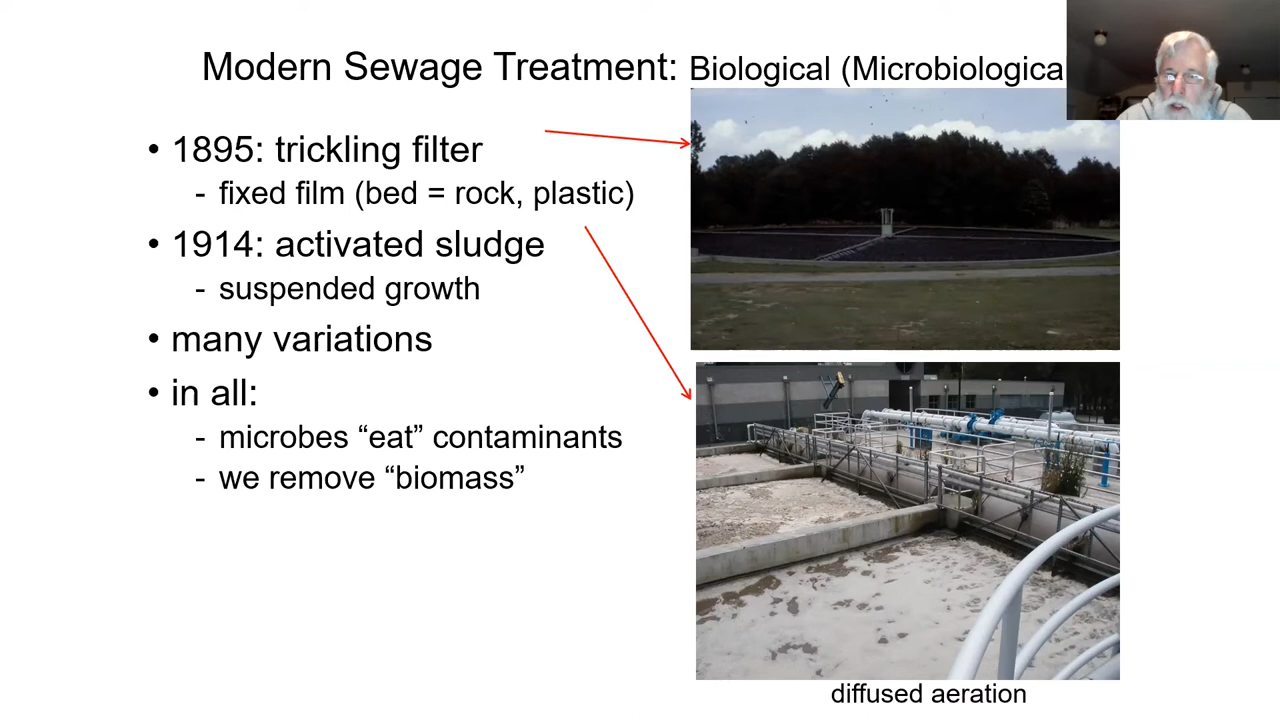 Modern Sewage Treatment: Biological (Microbiologica
• 1895: trickling filter
- fixed film (bed = rock, plastic)
• 1914: activated sludge
- suspended growth
• many variations
• in all:
- microbes “eat” contaminants
- we remove “biomass”
diffused aeration